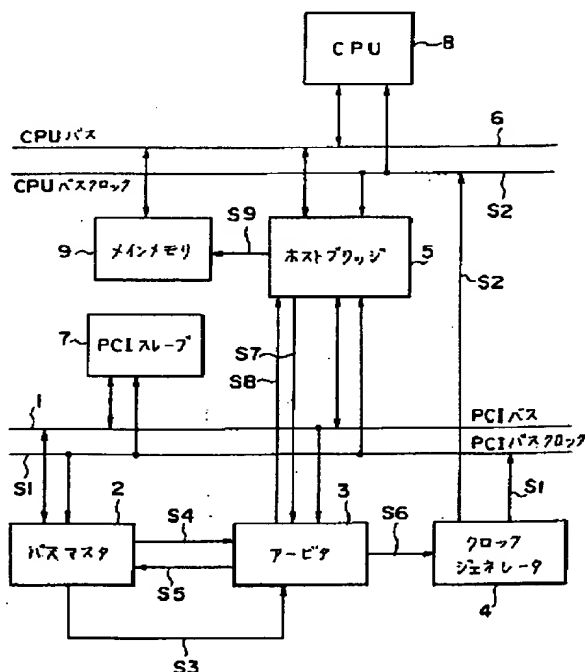 CPU
8
CPUバス
6
CPUバスクロック
S2
S9
9
メインメモリ
ホストブリッジ
5
S2
7
PCIスレーブ
S7
S8
1
PCIバス
PCIバスクロック
S1
2
3
S1
S4
S6
バスマスタ
アービタ
クロック
ジェネレータ
S5
4
S3